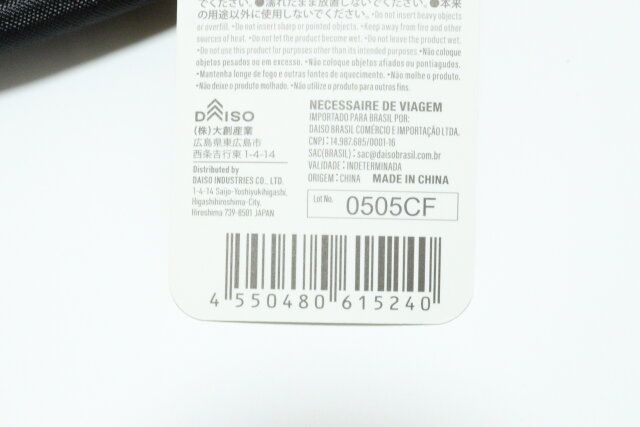 でください。●濡れたまま放置しないでください。●本来
の用途以外に使用しないでください。•Do not insert heavy objects
or overfill. •Do not insert sharp or pointed objects. •Keep away from fire and other
sources of heat. •Do not let the product become wet. •Do not leave the product wet.
•Do not use this product for purposes other than its intended purposes. •Não coloque
objetos pesados ou em excesso. •Não coloque objetos afiados ou pontiagudos.
•Mantenha longe de fogo e outras fontes de aquecimento. •Não molhe o produto.
•Não deixe o produto molhado. •Não utilize o produto para outros fins.
DAISO
(株)大創産業
広島県東広島市
西条吉行東1-4-14
Distributed by
DAISO INDUSTRIES CO., LTD.
1-4-14 Saijo-Yoshiyukihigashi,
Higashihiroshima-City,
Hiroshima 739-8501 JAPAN
NECESSAIRE DE VIAGEM
IMPORTADO PARA BRASIL POR:
DAISO BRASIL COMÉRCIO E IMPORTAÇÃO LTDA.
CNPJ: 14.987.685/0001-16
SAC(BRASIL): sac@daisobrasil.com.br
VALIDADE: INDETERMINADA
ORIGEM: CHINA MADE IN CHINA
Lot No. 0505CF
4 550480 615240